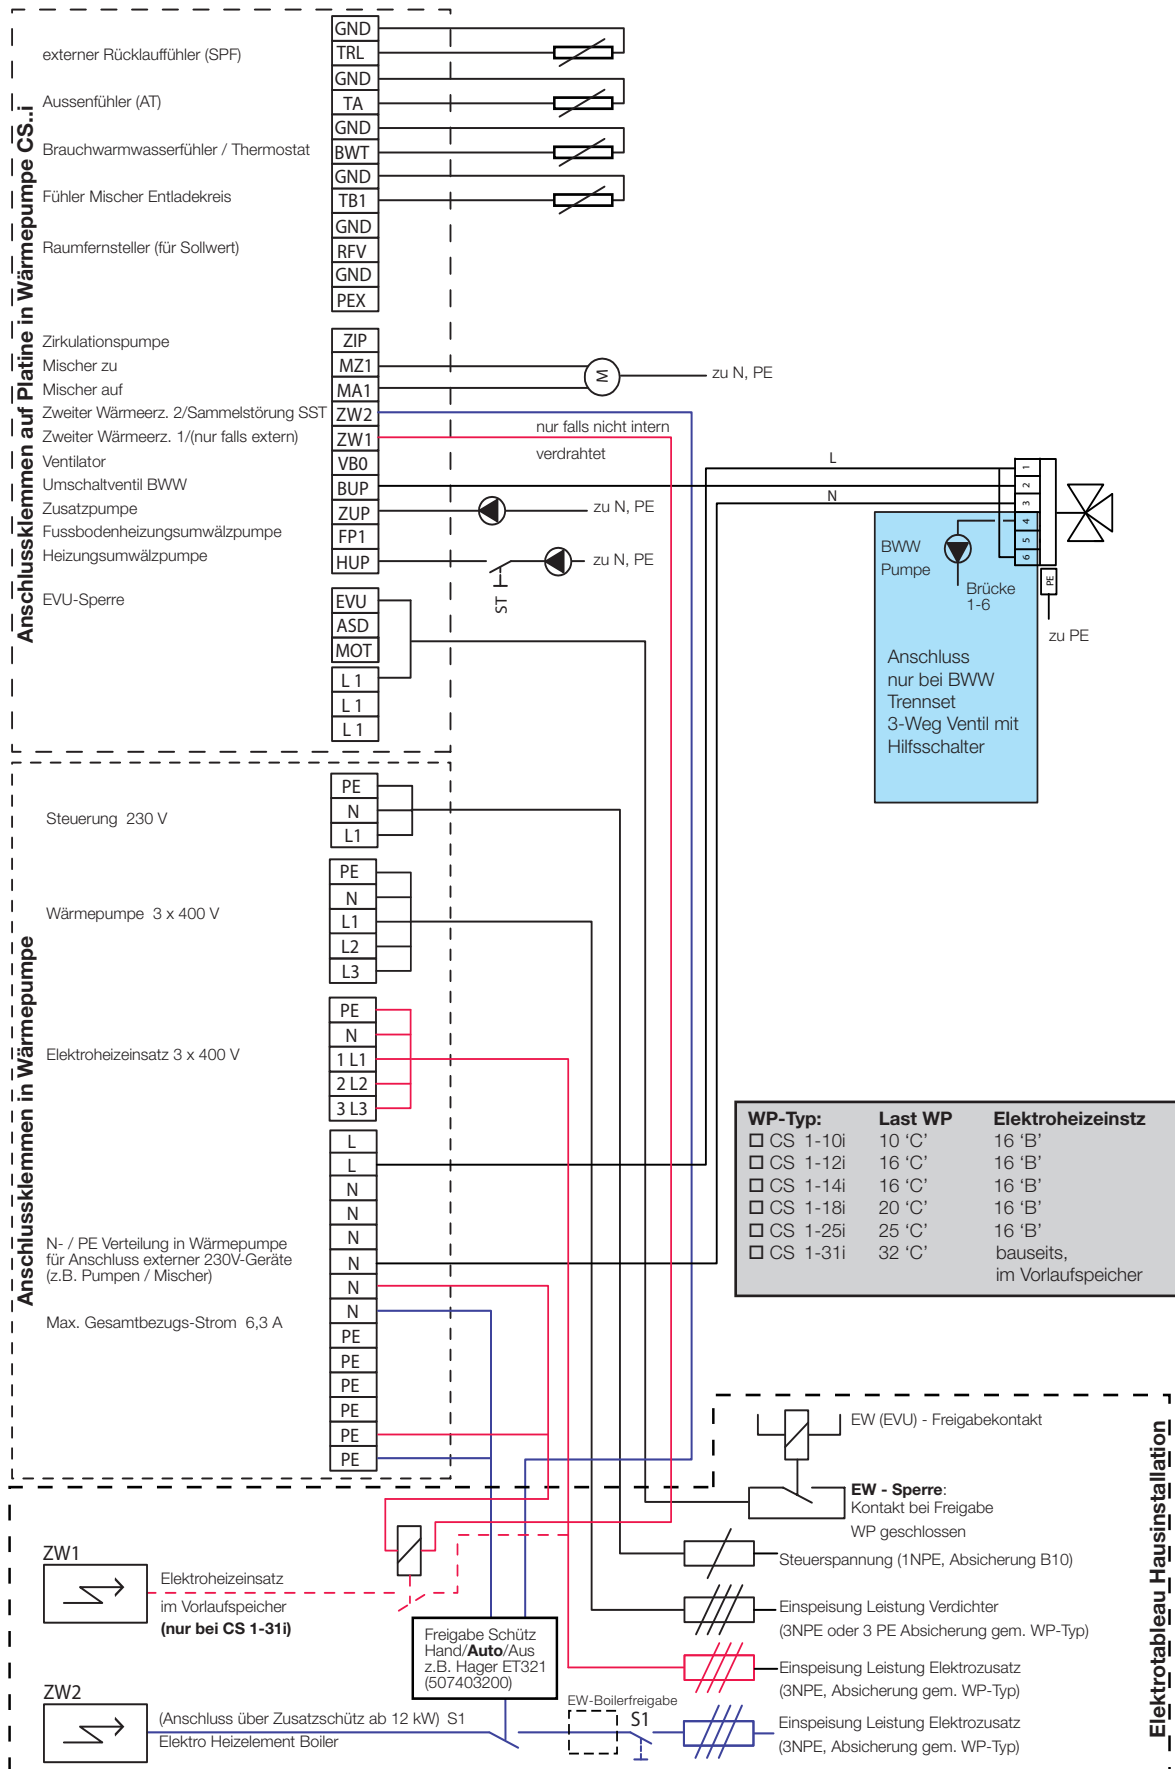 Anschlussklemmen auf Platine in Wärmepumpe CS..i
externer Rücklauffühler (SPF)
Aussenfühler (AT)
Brauchwarmwasserfühler / Thermostat
Fühler Mischer Entladekreis
Raumfernsteller (für Sollwert)
GND
TRL
GND
TA
GND
BWT
GND
TB1
GND
RFV
GND
PEX
Zirkulationspumpe
Mischer zu
Mischer auf
Zweiter Wärmeerz. 2/Sammelstörung SST
Zweiter Wärmeerz. 1/(nur falls extern)
Ventilator
Umschaltventil BWW
Zusatzpumpe
Fussbodenheizungsumwälzpumpe
Heizungsumwälzpumpe
EVU-Sperre
ZIP
MZ1
MA1
ZW2
ZW1
VB0
BUP
ZUP
FP1
HUP
EVU
ASD
MOT
L 1
L 1
L 1
M
zu N, PE
nur falls nicht intern
verdrahtet
zu N, PE
zu N, PE
ST
L
N
1
2
3
4
5
6
PE
zu PE
BWW
Pumpe
Brücke
1-6
Anschluss
nur bei BWW
Trennset
3-Weg Ventil mit
Hilfsschalter
Anschlussklemmen in Wärmepumpe
Steuerung 230 V
PE
N
L1
Wärmepumpe 3 x 400 V
PE
N
L1
L2
L3
Elektroheizeinsatz 3 x 400 V
PE
N
1 L1
2 L2
3 L3
N- / PE Verteilung in Wärmepumpe
für Anschluss externer 230V-Geräte
(z.B. Pumpen / Mischer)
Max. Gesamtbezugs-Strom 6,3 A
L
L
N
N
N
N
N
N
PE
PE
PE
PE
PE
PE
WP-Typ: Last WP Elektroheizeinstz
CS 1-10i 10 ‘C’ 16 ‘B’
CS 1-12i 16 ‘C’ 16 ‘B’
CS 1-14i 16 ‘C’ 16 ‘B’
CS 1-18i 20 ‘C’ 16 ‘B’
CS 1-25i 25 ‘C’ 16 ‘B’
CS 1-31i 32 ‘C’ bauseits,
im Vorlaufspeicher
Elektrotableau Hausinstallation
EW (EVU) - Freigabekontakt
EW - Sperre:
Kontakt bei Freigabe
WP geschlossen
Steuerspannung (1NPE, Absicherung B10)
Einspeisung Leistung Verdichter
(3NPE oder 3 PE Absicherung gem. WP-Typ)
Einspeisung Leistung Elektrozusatz
(3NPE, Absicherung gem. WP-Typ)
Einspeisung Leistung Elektrozusatz
(3NPE, Absicherung gem. WP-Typ)
ZW1
Elektroheizeinsatz
im Vorlaufspeicher
(nur bei CS 1-31i)
Freigabe Schütz
Hand/Auto/Aus
z.B. Hager ET321
(507403200)
ZW2
(Anschluss über Zusatzschütz ab 12 kW) S1
Elektro Heizelement Boiler
EW-Boilerfreigabe
S1